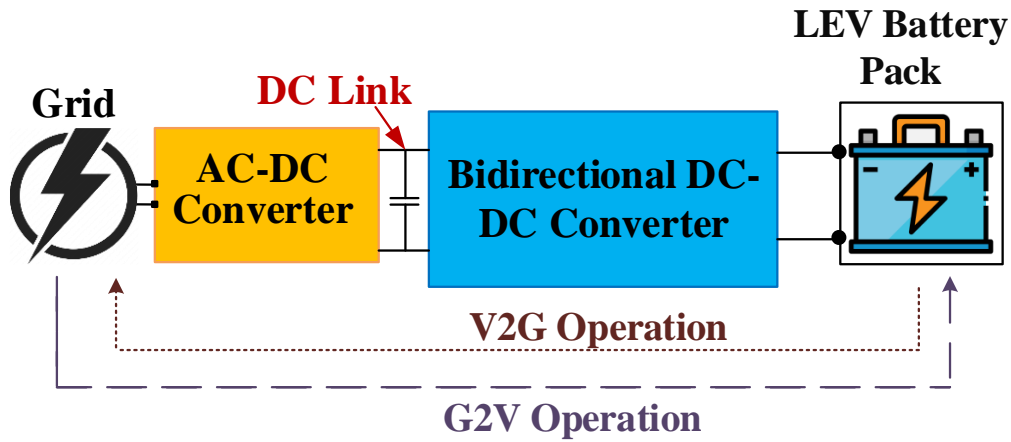 LEV Battery
Pack
Grid
DC Link
AC-DC
Converter
Bidirectional DC-
DC Converter
- +
V2G Operation
G2V Operation